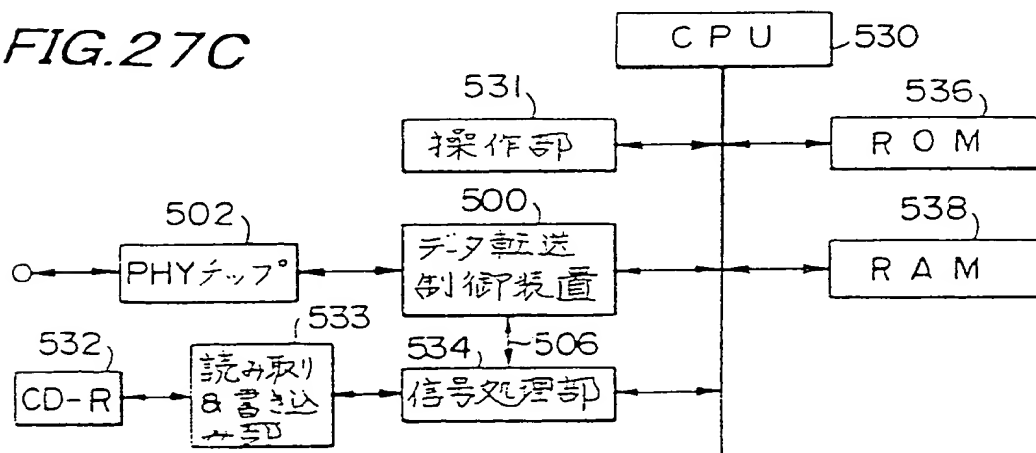 FIG.27C
CPU
530
531
操作部
536
ROM
502
PHYチップ
500
データ転送
制御装置
538
RAM
532
CD-R
533
読み取り
&書き込
み部
534
506
信号処理部